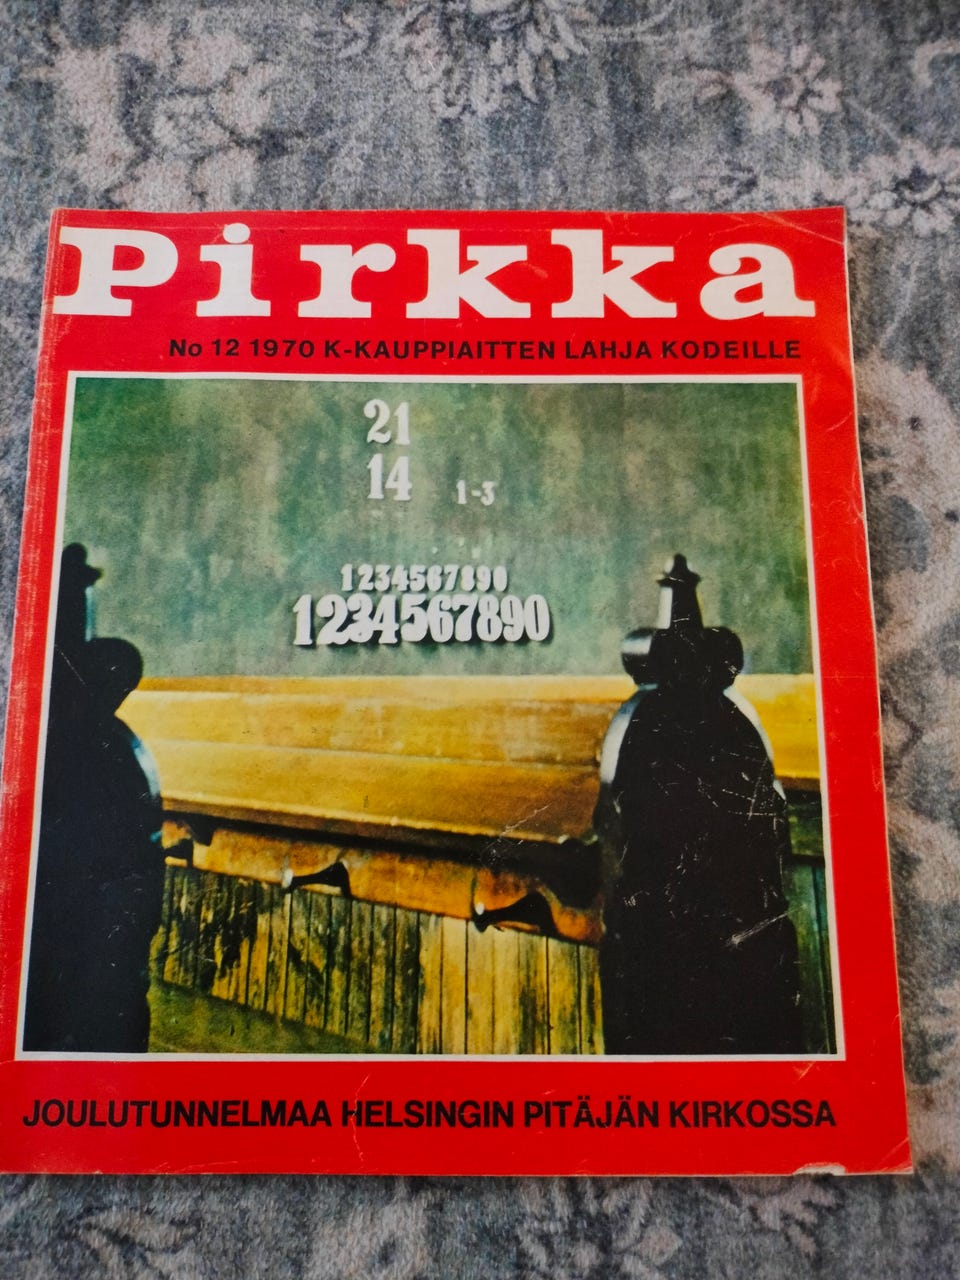 Pirkka
No 12 1970 K-KAUPPIAITTEN LAHJA KODEILLE
21
14 1-3
1234567890
1234567890
JOULUTUNNELMAA HELSINGIN PITÄJÄN KIRKOSSA